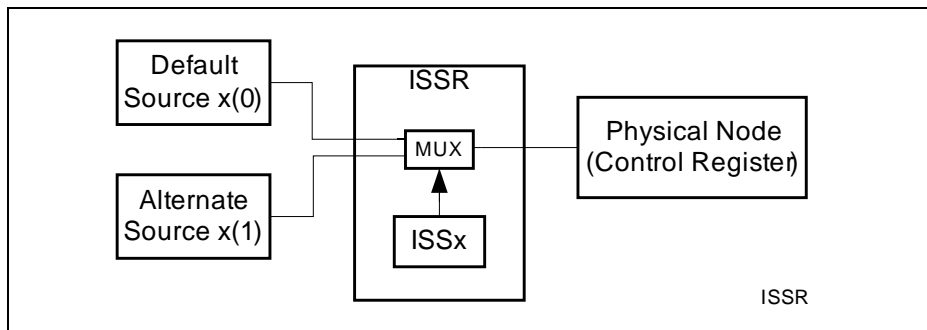 Default
Source x(0)
Alternate
Source x(1)
ISSR
MUX
ISSx
Physical Node
(Control Register)
ISSR